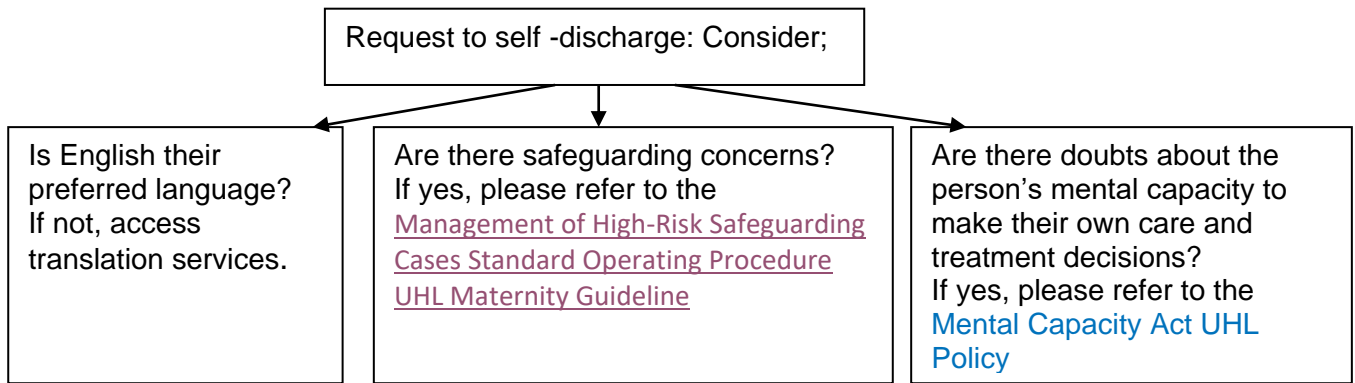 Request to self -discharge: Consider;
Is English their
preferred language?
If not, access
translation services.
Are there safeguarding concerns?
If yes, please refer to the
Management of High-Risk Safeguarding
Cases Standard Operating Procedure
UHL Maternity Guideline
Are there doubts about the
person’s mental capacity to
make their own care and
treatment decisions?
If yes, please refer to the
Mental Capacity Act UHL
Policy